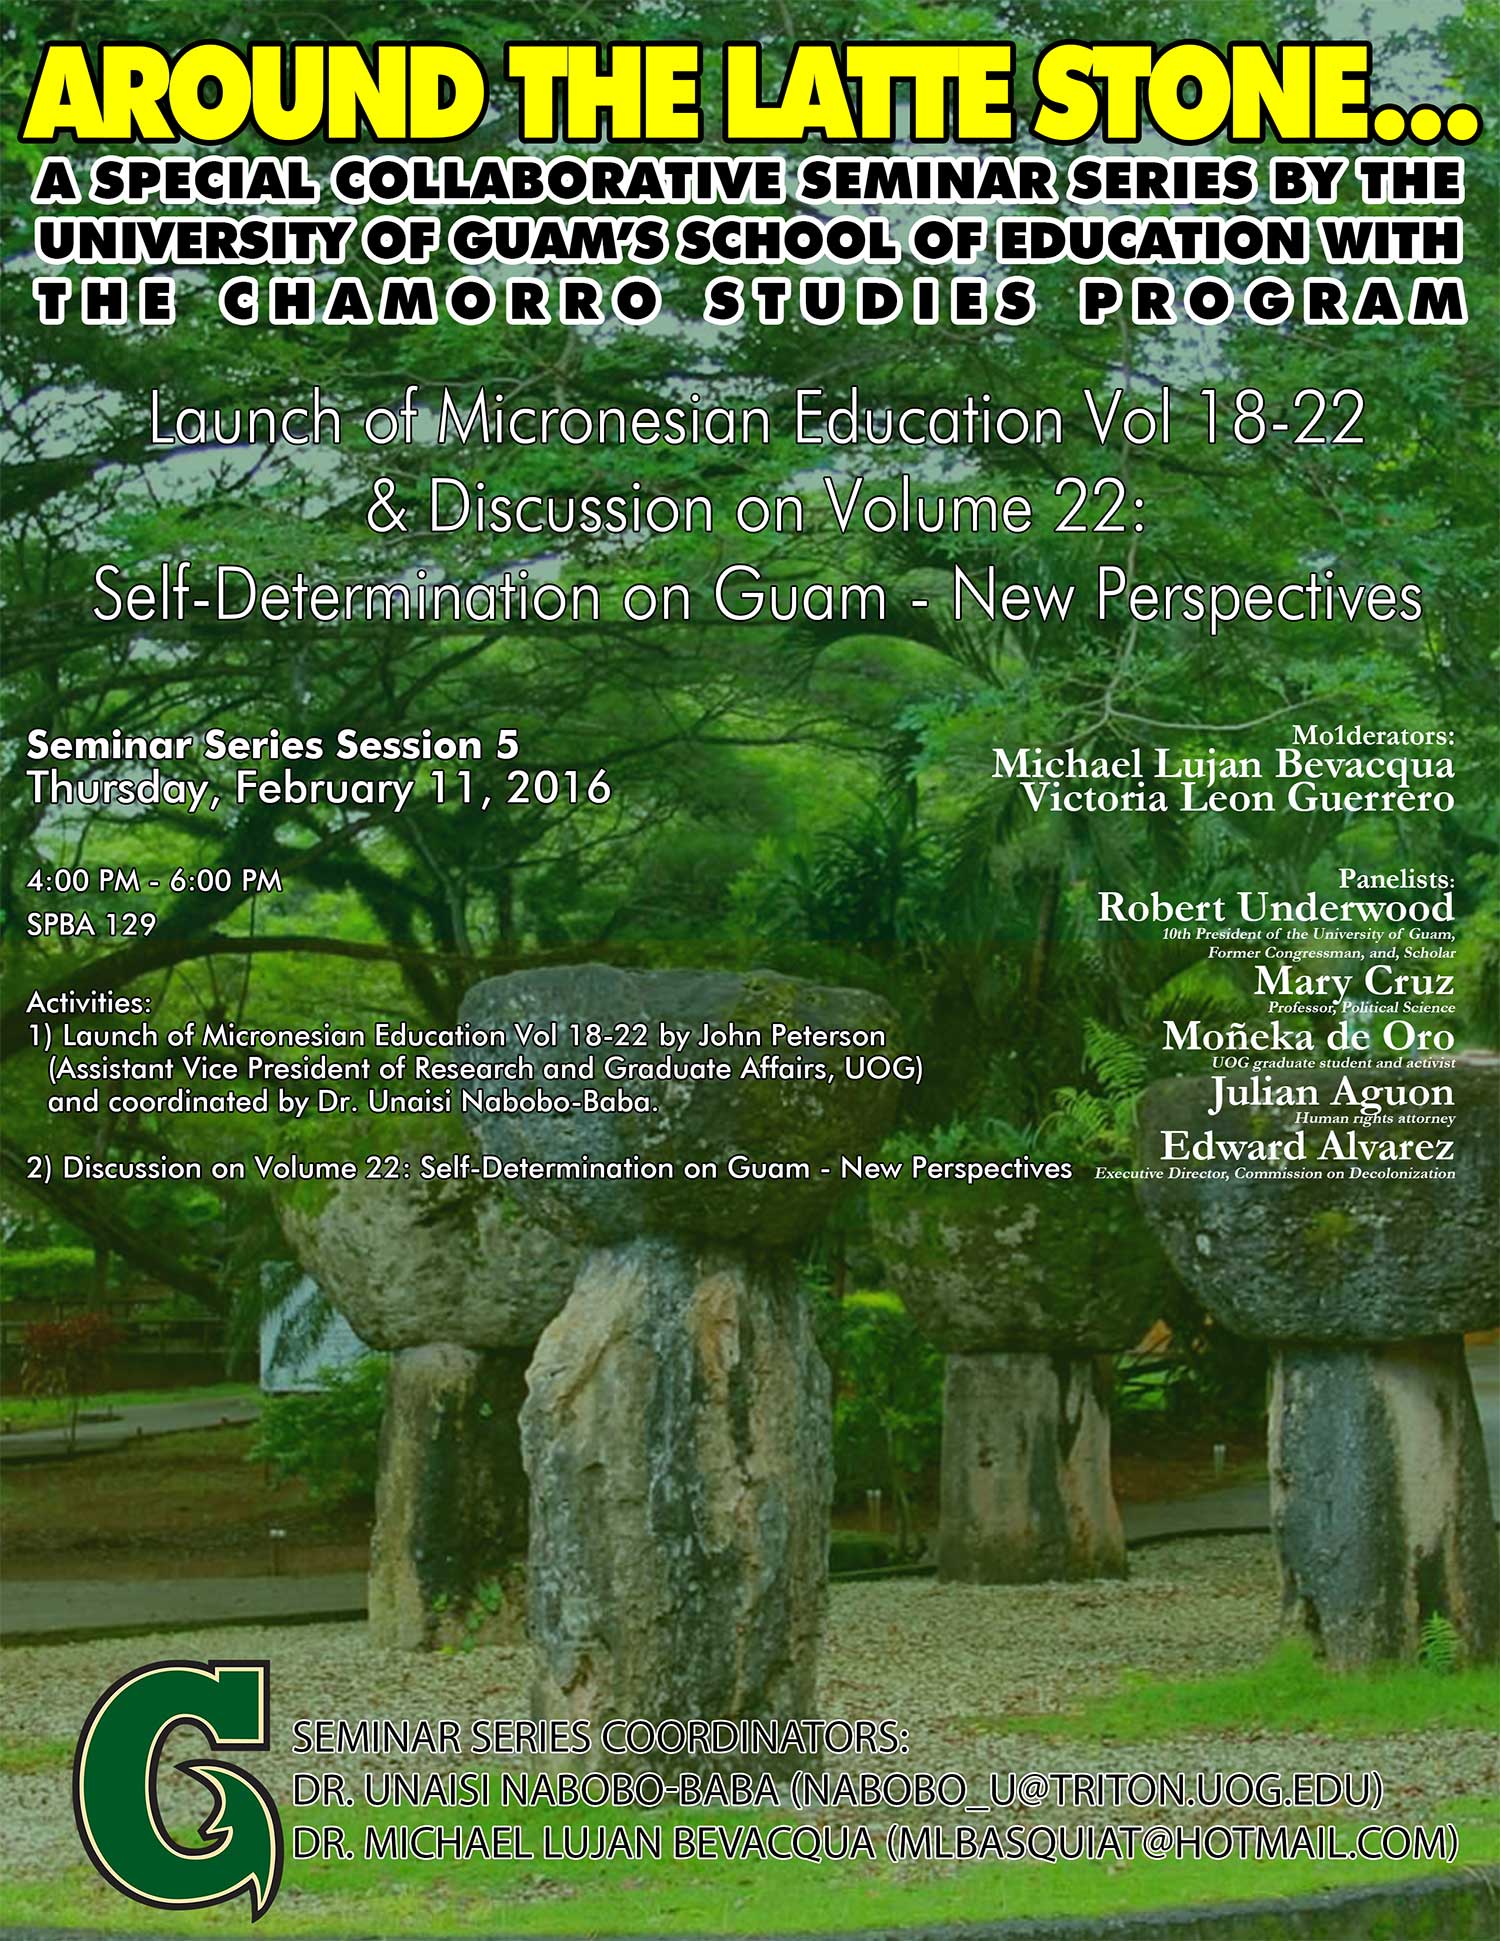 AROUND THE LATTE STONE...
A SPECIAL COLLABORATIVE SEMINAR SERIES BY THE
UNIVERSITY OF GUAM'S SCHOOL OF EDUCATION WITH
THE CHAMORRO STUDIES PROGRAM
Launch of Micronesian Education Vol 18-22
& Discussion on Volume 22:
Self-Determination on Guam - New Perspectives
Seminar Series Session 5
Thursday, February 11, 2016
4:00 PM - 6:00 PM
SPBA 129
Activities:
1) Launch of Micronesian Education Vol 18-22 by John Peterson
(Assistant Vice President of Research and Graduate Affairs, UOG)
and coordinated by Dr. Unaisi Nabobo-Baba.
2) Discussion on Volume 22: Self-Determination on Guam - New Perspectives
Mo1derators:
Michael Lujan Bevacqua
Victoria Leon Guerrero
Panelists:
Robert Underwood
10th President of the University of Guam,
Former Congressman, and, Scholar
Mary Cruz
Professor, Political Science
Moñeka de Oro
UOG graduate student and activist
Julian Aguon
Human rights attorney
Edward Alvarez
Executive Director, Commission on Decolonization
G
SEMINAR SERIES COORDINATORS:
DR. UNAISI NABOBO-BABA (NABOBO_U@TRITON.UOG.EDU)
DR. MICHAEL LUJAN BEVACQUA (MLBASQUIAT@HOTMAIL.COM)